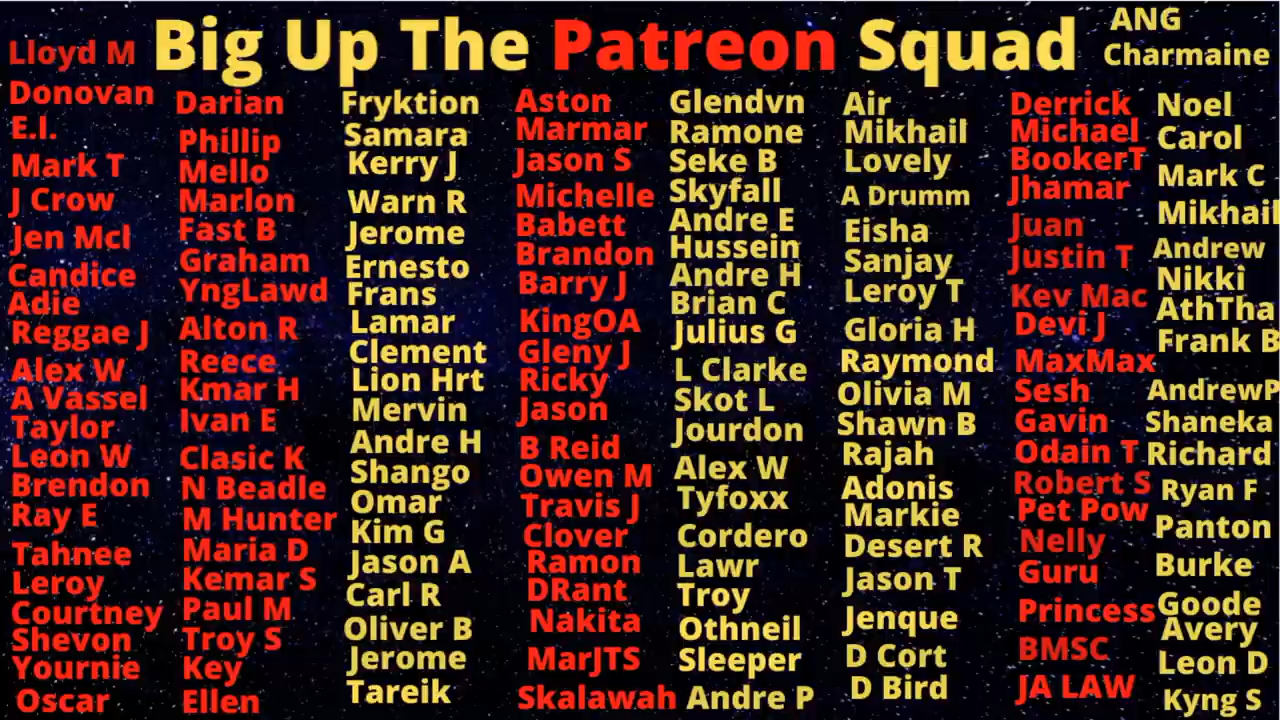 Big Up The Patreon Squad
ANG
Charmaine
Lloyd M
Donovan
E.I.
Mark T
J Crow
Jen Mcl
Candice
Adie
Reggae J
Alex W
A Vassel
Taylor
Leon W
Brendon
Ray E
Tahnee
Leroy
Courtney
Shevon
Yournie
Oscar
Darian
Phillip
Mello
Marlon
Fast B
Graham
YngLawd
Alton R
Reece
Kmar H
Ivan E
Clasic K
N Beadle
M Hunter
Maria D
Kemar S
Paul M
Troy S
Key
Ellen
Fryktion
Samara
Kerry J
Warn R
Jerome
Ernesto
Frans
Lamar
Clement
Lion Hrt
Mervin
Andre H
Shango
Omar
Kim G
Jason A
Carl R
Oliver B
Jerome
Tareik
Aston
Marmar
Jason S
Michelle
Babett
Brandon
Barry J
KingOA
Gleny J
Ricky
Jason
B Reid
Owen M
Travis J
Clover
Ramon
DRant
Nakita
MarJTS
Skalawah
Glendvn
Ramone
Seke B
Skyfall
Andre E
Hussein
Andre H
Brian C
Julius G
L Clarke
Skot L
Jourdon
Alex W
Tyfoxx
Cordero
Lawr
Troy
Othneil
Sleeper
Andre P
Air
Mikhail
Lovely
A Drumm
Eisha
Sanjay
Leroy T
Gloria H
Raymond
Olivia M
Shawn B
Rajah
Adonis
Markie
Desert R
Jason T
Jenque
D Cort
D Bird
Derrick
Michael
BookerT
Jhamar
Juan
Justin T
Kev Mac
Devi J
MaxMax
Sesh
Gavin
Odain T
Robert S
Pet Pow
Nelly
Guru
Princess
BMSC
JA LAW
Noel
Carol
Mark C
Mikhail
Andrew
Nikki
AthTha
Frank B
AndrewP
Shaneka
Richard
Ryan F
Panton
Burke
Goode
Avery
Leon D
Kyng S